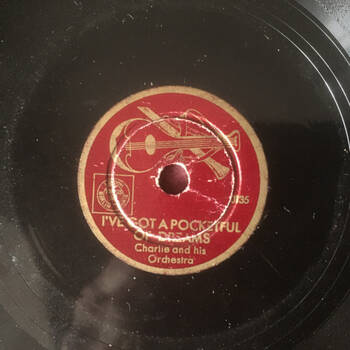 I'VE GOT A POCKETFUL
OF DREAMS
Charlie and his
Orchestra